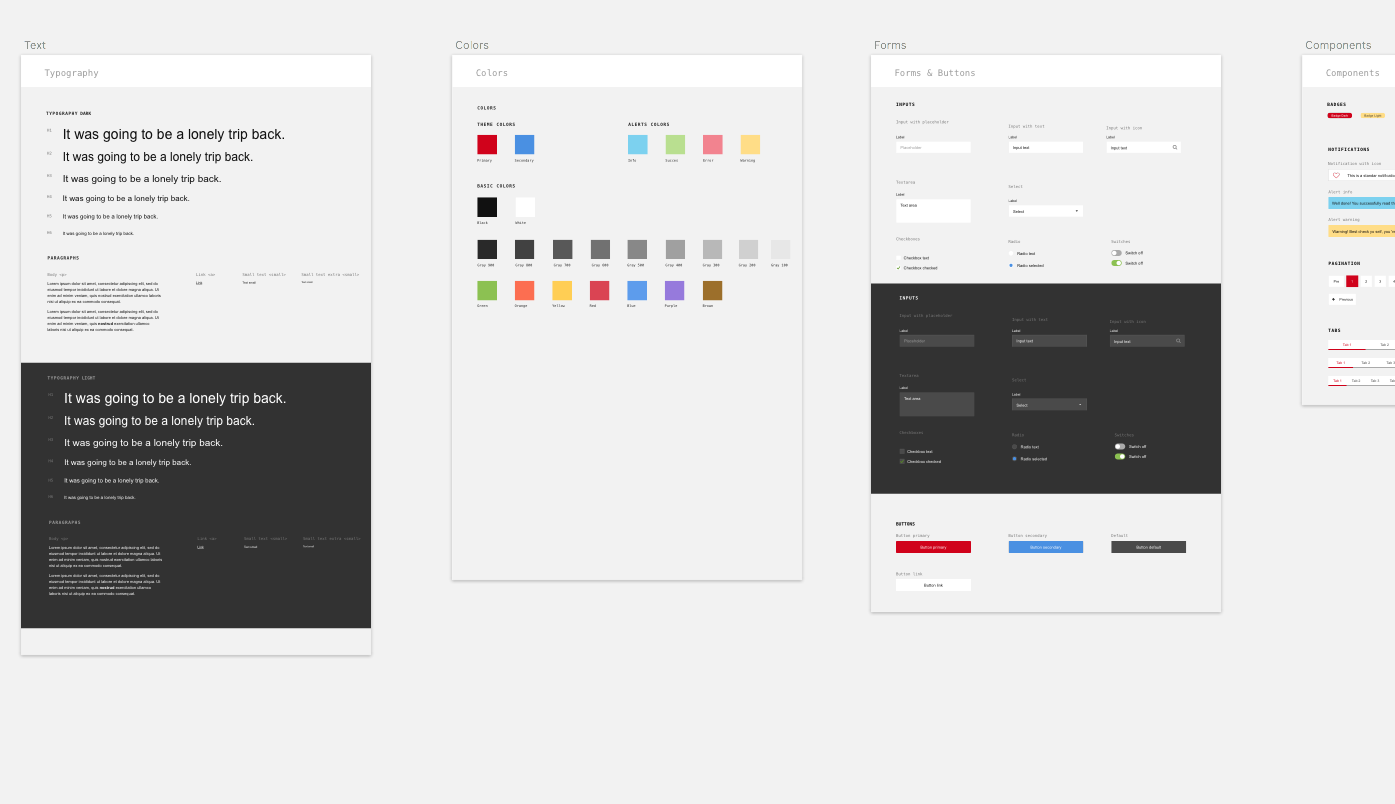 Text
Typography
TYPOGRAPHY DARK
H1 It was going to be a lonely trip back.
H2 It was going to be a lonely trip back.
H3 It was going to be a lonely trip back.
H4 It was going to be a lonely trip back.
H5 It was going to be a lonely trip back.
H6 It was going to be a lonely trip back.
PARAGRAPHS
Body <p> Link <a> Small text <small> Small text extra <small>
Lorem ipsum dolor sit amet, consectetur adipiscing elit, sed do
eiusmod tempor incididunt ut labore et dolore magna aliqua. Ut
enim ad minim veniam, quis nostrud exercitation ullamco
laboris nisi ut aliquip ex ea commodo consequat.
Link
Text small
Lorem ipsum dolor sit amet, consectetur adipiscing elit, sed do
eiusmod tempor incididunt ut labore et dolore magna aliqua. Ut
enim ad minim veniam, quis nostrud exercitation ullamco
laboris nisi ut aliquip ex ea commodo consequat.
TYPOGRAPHY LIGHT
It was going to be a lonely trip back.
It was going to be a lonely trip back.
H3 It was going to be a lonely trip back.
H4 It was going to be a lonely trip back.
H5 It was going to be a lonely trip back.
H6 It was going to be a lonely trip back.
PARAGRAPHS
Body <p> Link <a> Small text <small> Small text extra <small>
Lorem ipsum dolor sit amet, consectetur adipiscing elit, sed do
eiusmod tempor incididunt ut labore et dolore magna aliqua. Ut
enim ad minim veniam, quis nostrud exercitation ullamco
laboris nisi ut aliquip ex ea commodo consequat.
Link
Lorem ipsum dolor sit amet, consectetur adipiscing elit, sed do
eiusmod tempor incididunt ut labore et dolore magna aliqua. Ut
enim ad minim veniam, quis nostrud exercitation ullamco
laboris nisi ut aliquip ex ea commodo consequat.
Colors
Colors
COLORS
THEME COLORS ALERTS COLORS
Primary Secondary Info Succes Error Warning
BASIC COLORS
Black White
Gray 900 Gray 800 Gray 700 Gray 600 Gray 500 Gray 400 Gray 300 Gray 200 Gray 100
Green Orange Yellow Red Blue Purple Brown
Forms
Forms & Buttons
INPUTS
Input with placeholder Input with text Input with icon
Label Label Label
Placeholder Input text Input text
Textarea Select
Label Label
Text area Select
Checkboxes Radio Switches
Checkbox text Radio text Switch off
Checkbox checked Radio selected Switch off
INPUTS
Input with placeholder Input with text Input with icon
Label Label Label
Placeholder Input text Input text
Textarea Select
Label Label
Text area Select
Checkboxes Radio Switches
Checkbox text Radio text Switch off
Checkbox checked Radio selected Switch off
BUTTONS
Button primary Button secondary Default
Button primary Button secondary Button default
Button link
Button link
Components
Components
BADGES
Badge Dark Badge Light
NOTIFICATIONS
Notification with icon
This is a standar notificatio
Alert info
Well done! You successfully read th
Alert warning
Warning! Best check yo self, you're
PAGINATION
Pre 1 2 3 4
Previous
TABS
Tab 1 Tab 2
Tab 1 Tab 2 Tab 3
Tab 1 Tab 2 Tab 3